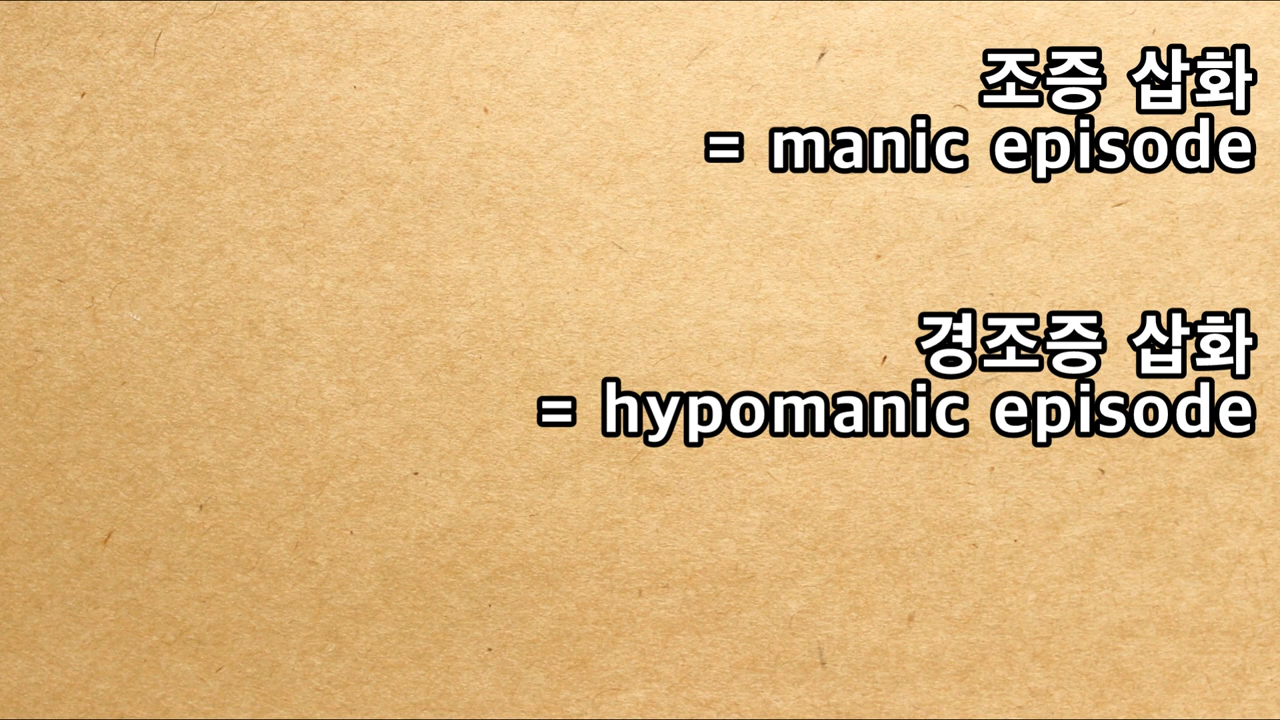 조증 삽화
= manic episode
경조증 삽화
= hypomanic episode